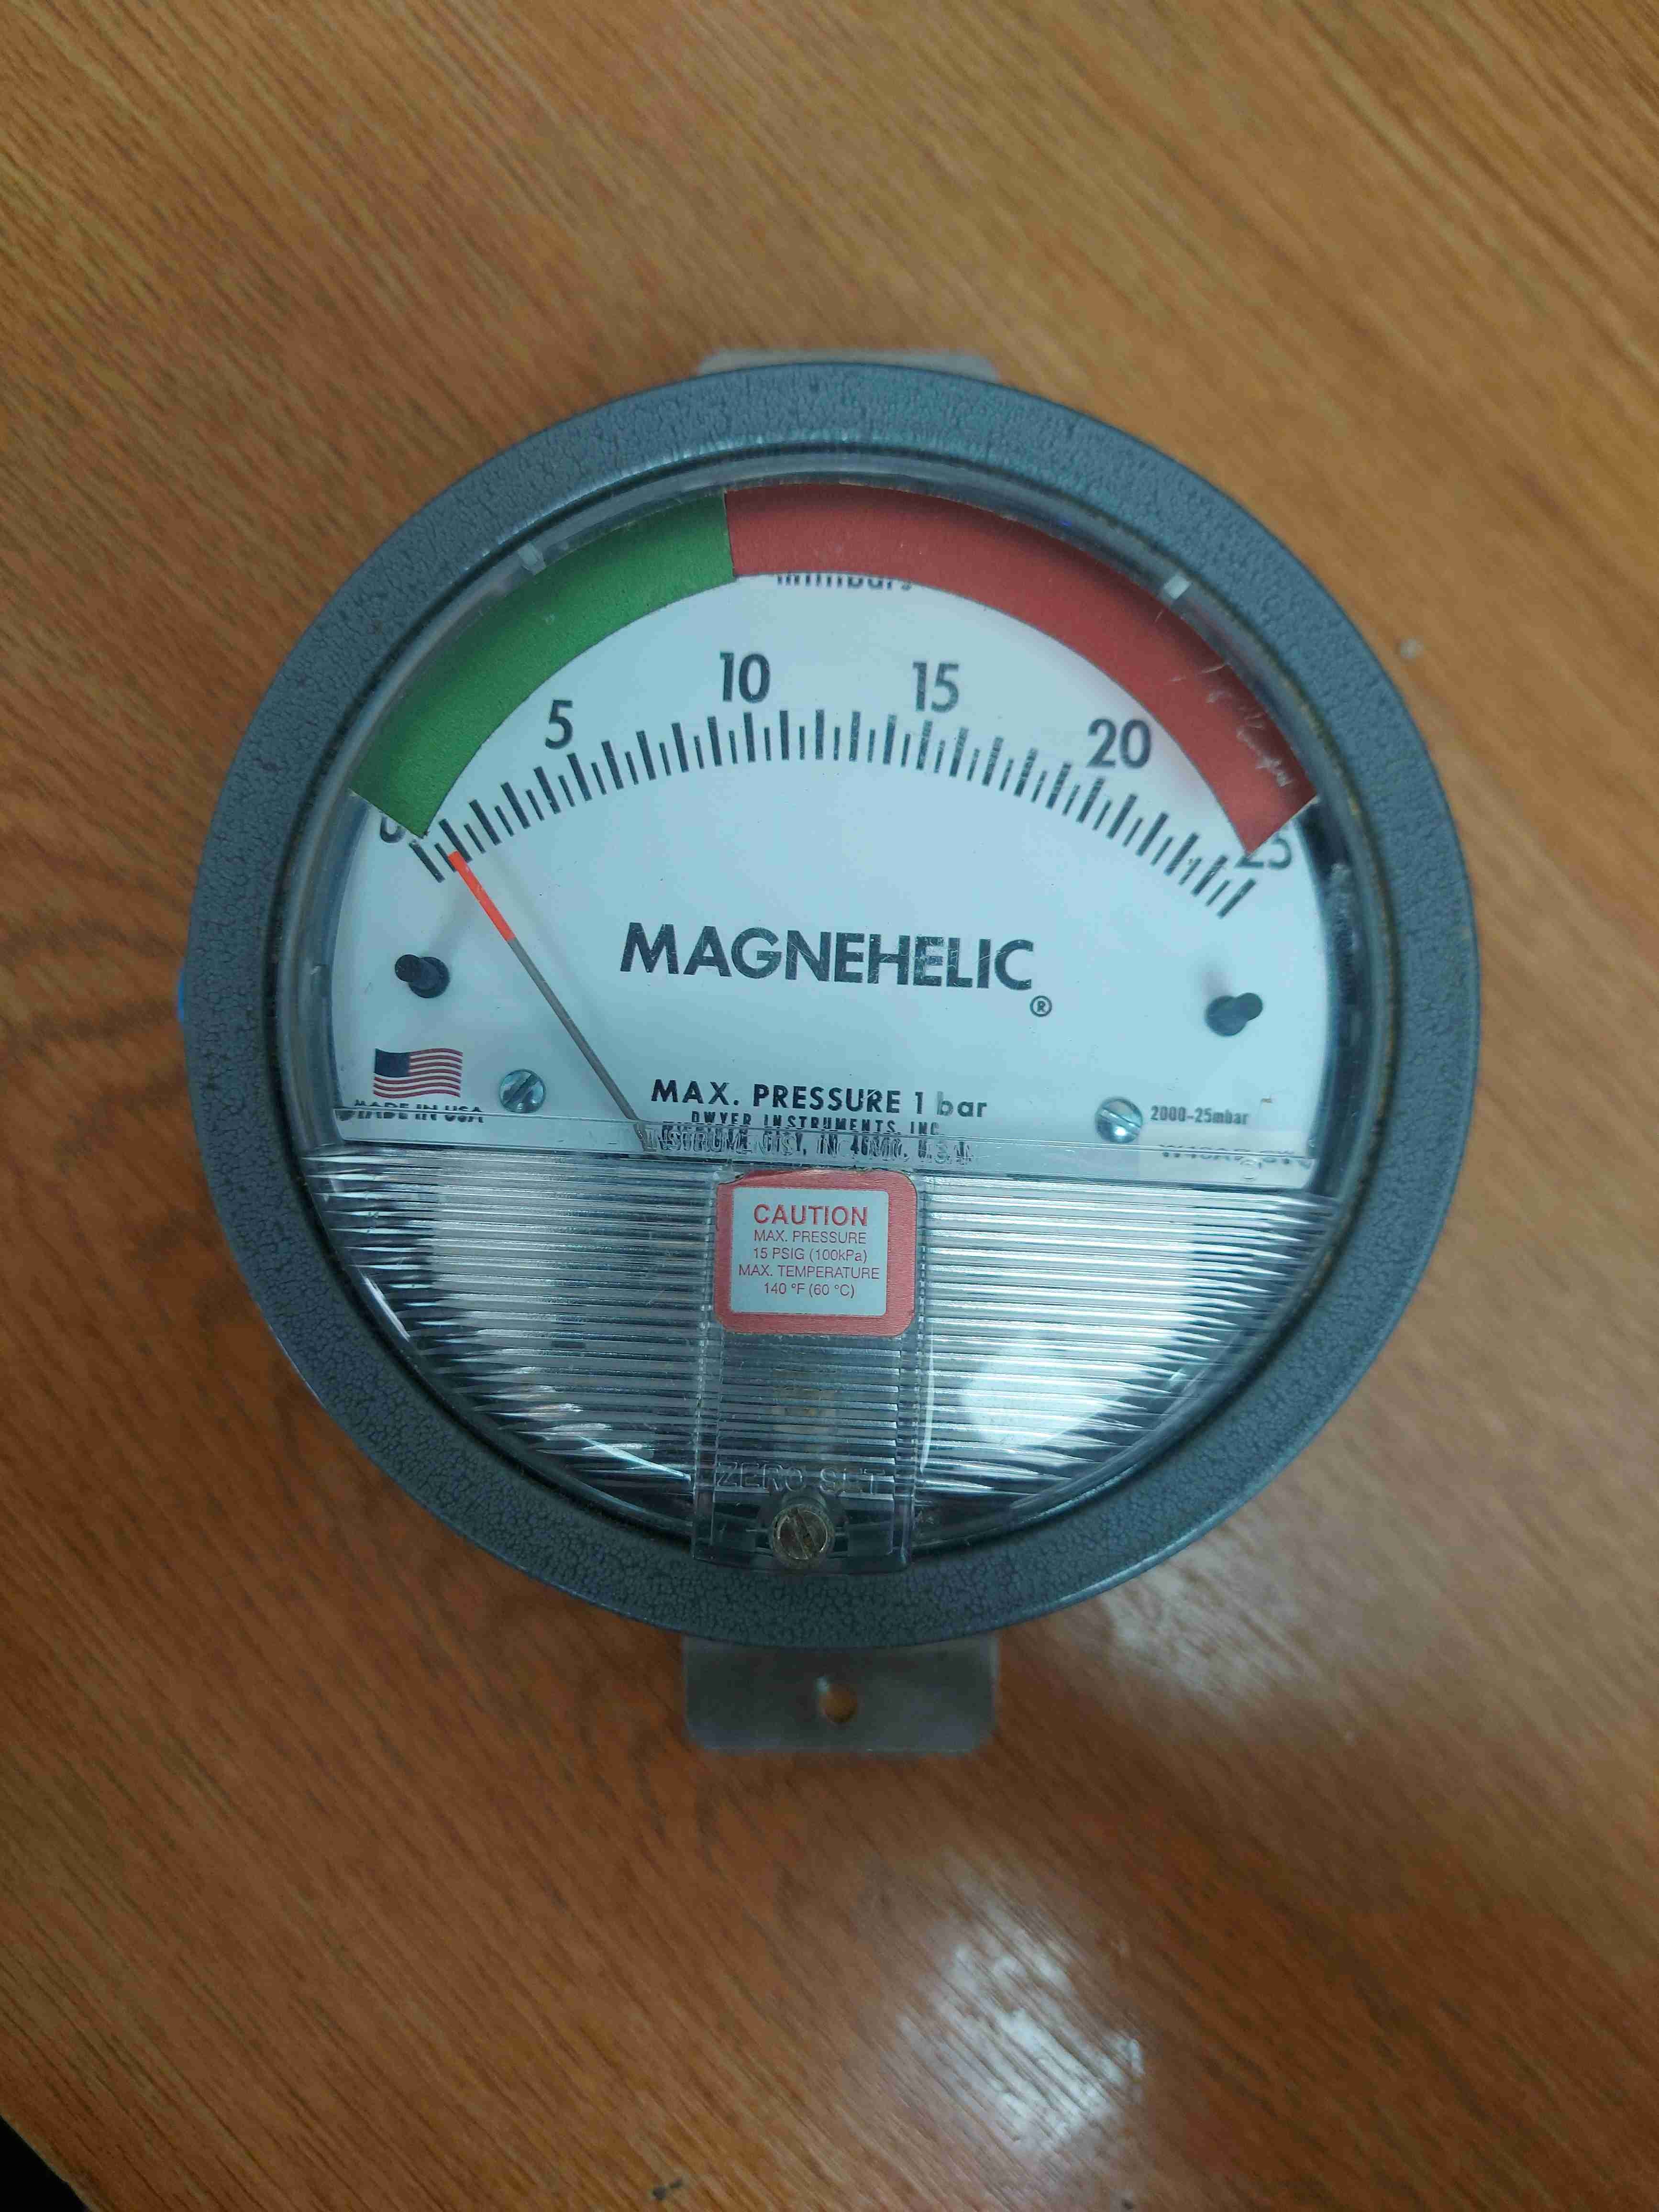 5
10
15
20
25
MAGNEHELIC®
MAX. PRESSURE 1 bar
DWYER INSTRUMENTS, INC.
MADE IN USA
2000-25mbar
CAUTION
MAX. PRESSURE
15 PSIG (100kPa)
MAX. TEMPERATURE
140 °F (60 °C)
ZERO SET